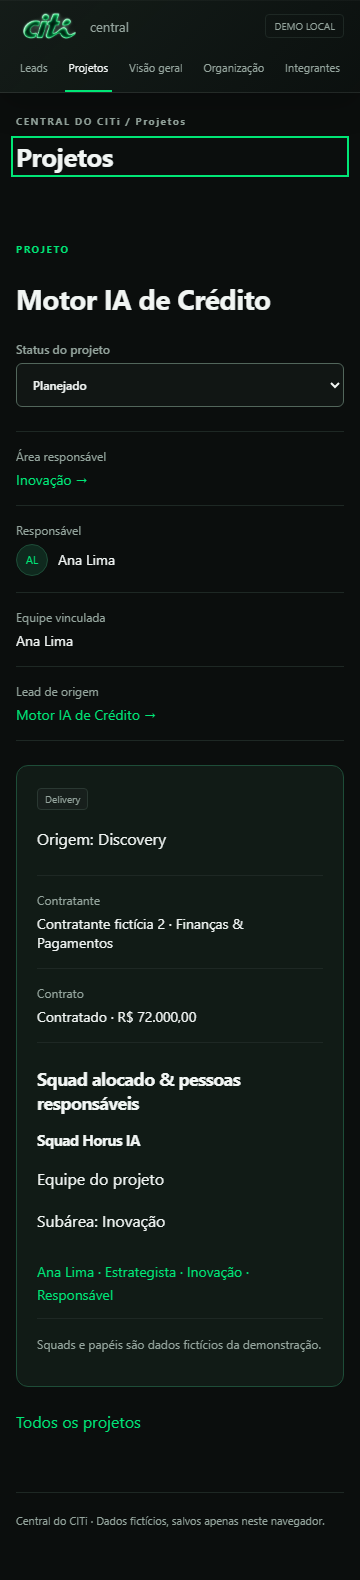 citi central
DEMO LOCAL
Leads Projetos Visão geral Organização Integrantes
CENTRAL DO CITi / Projetos
Projetos
PROJETO
Motor IA de Crédito
Status do projeto
Planejado
Área responsável
Inovação →
Responsável
AL Ana Lima
Equipe vinculada
Ana Lima
Lead de origem
Motor IA de Crédito →
Delivery
Origem: Discovery
Contratante
Contratante fictícia 2 · Finanças &
Pagamentos
Contrato
Contratado · R$ 72.000,00
Squad alocado & pessoas
responsáveis
Squad Horus IA
Equipe do projeto
Subárea: Inovação
Ana Lima · Estrategista · Inovação ·
Responsável
Squads e papéis são dados fictícios da demonstração.
Todos os projetos
Central do CITi · Dados fictícios, salvos apenas neste navegador.